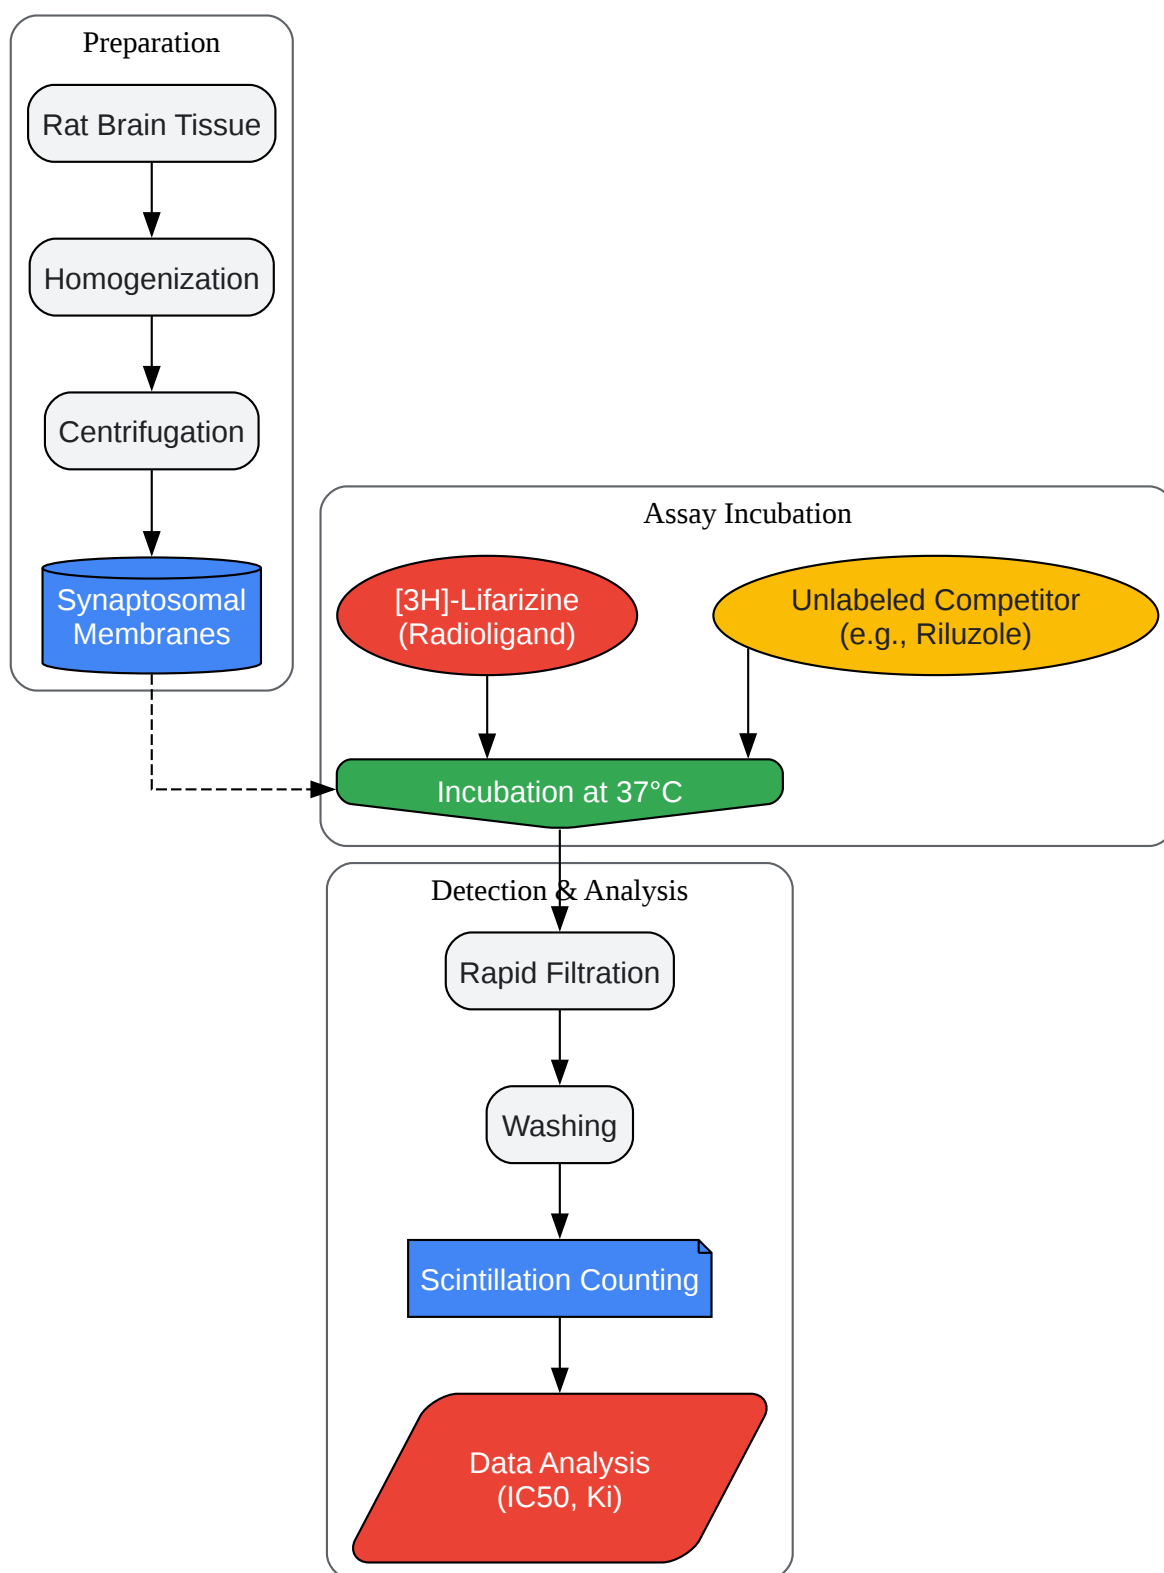 Preparation
Rat Brain Tissue
Homogenization
Centrifugation
Synaptosomal
Membranes
Assay Incubation
[3H]-Lifarizine
(Radioligand)
Unlabeled Competitor
(e.g., Riluzole)
Incubation at 37°C
Detection & Analysis
Rapid Filtration
Washing
Scintillation Counting
Data Analysis
(IC50, Ki)